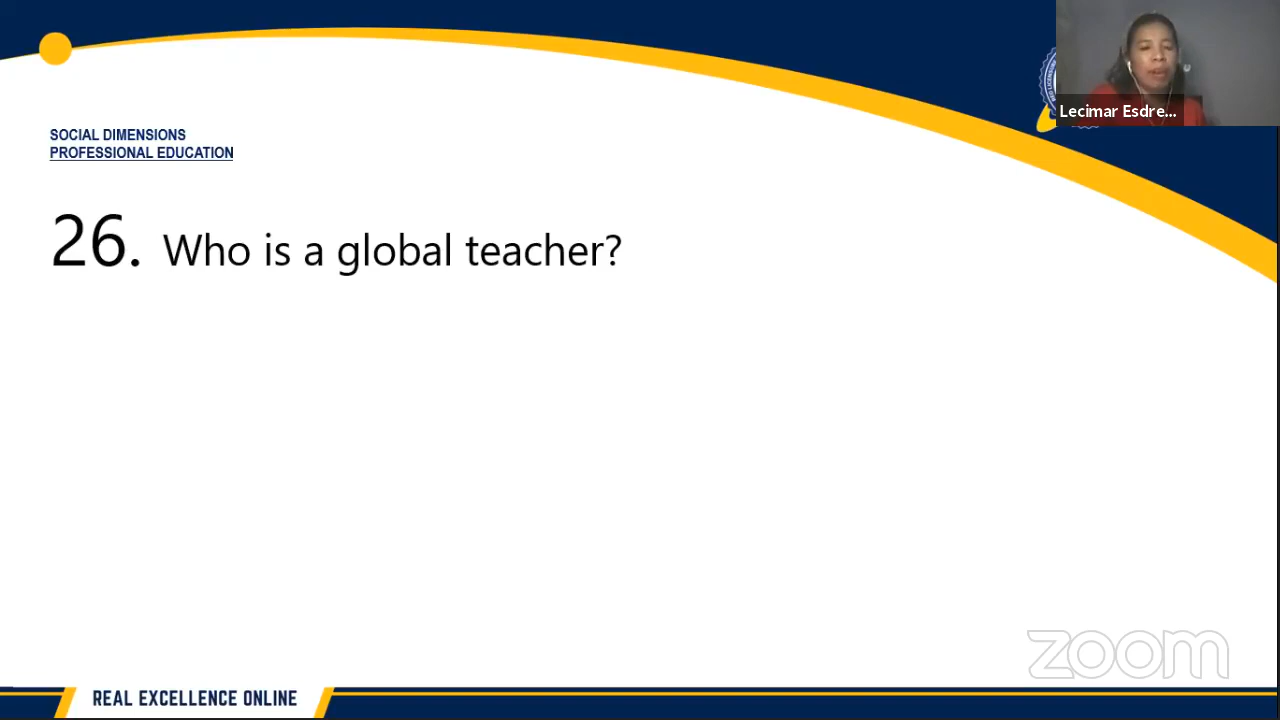 Lecimar Esdre...
SOCIAL DIMENSIONS
PROFESSIONAL EDUCATION
26. Who is a global teacher?
zoom
REAL EXCELLENCE ONLINE